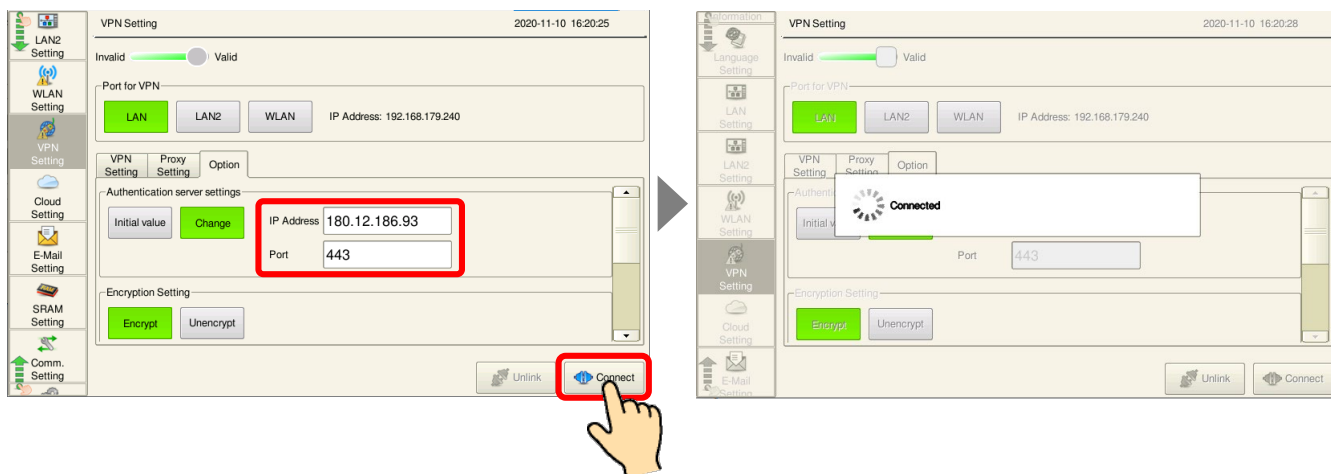 LAN2
Setting
WLAN
Setting
VPN
Setting
Cloud
Setting
E-Mail
Setting
SRAM
Setting
Comm.
Setting
VPN Setting
2020-11-10 16:20:25
Invalid
Valid
Port for VPN
LAN
LAN2
WLAN
IP Address: 192.168.179.240
VPN
Setting
Proxy
Setting
Option
Authentication server settings
Initial value
Change
IP Address
180.12.186.93
Port
443
Encryption Setting
Encrypt
Unencrypt
Unlink
Connect
Language
Setting
LAN
Setting
LAN2
Setting
WLAN
Setting
VPN
Setting
Cloud
Setting
E-Mail
Setting
VPN Setting
2020-11-10 16:20:28
Invalid
Valid
Port for VPN
LAN
LAN2
WLAN
IP Address: 192.168.179.240
VPN
Setting
Proxy
Setting
Option
Connected
Port
443
Encryption Setting
Encrypt
Unencrypt
Unlink
Connect